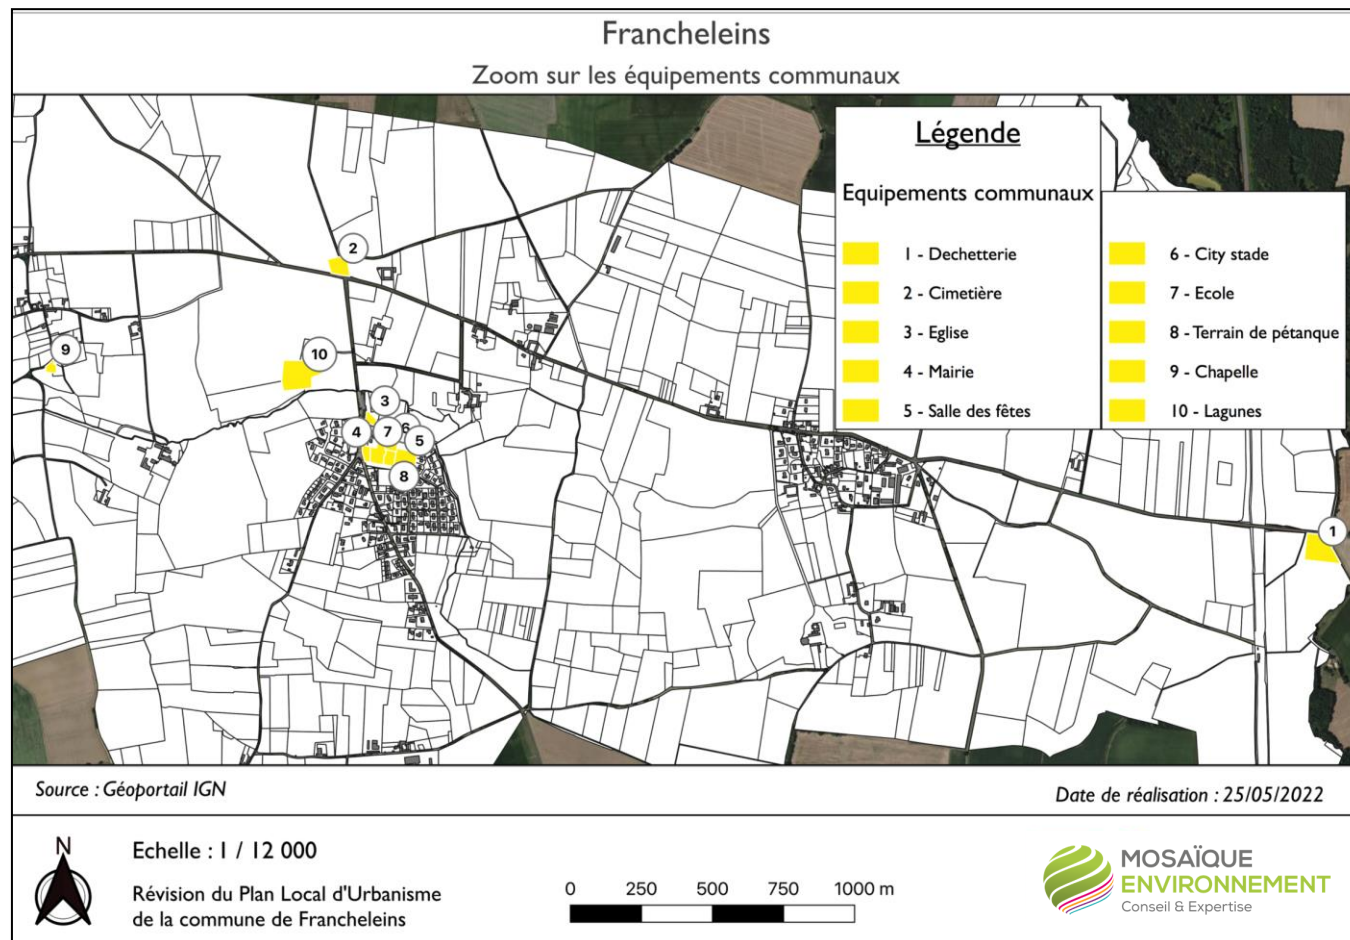 Francheleins
Zoom sur les équipements communaux
Légende
Equipements communaux
1 - Dechetterie
2 - Cimetière
3 - Eglise
4 - Mairie
5 - Salle des fêtes
6 - City stade
7 - Ecole
8 - Terrain de pétanque
9 - Chapelle
10 - Lagunes
2
9
10
3
4
7
6
5
8
1
Source : Géoportail IGN
Date de réalisation : 25/05/2022
N
Echelle : 1 / 12 000
Révision du Plan Local d'Urbanisme
de la commune de Francheleins
0 250 500 750 1000 m
MOSAÏQUE
ENVIRONNEMENT
Conseil & Expertise